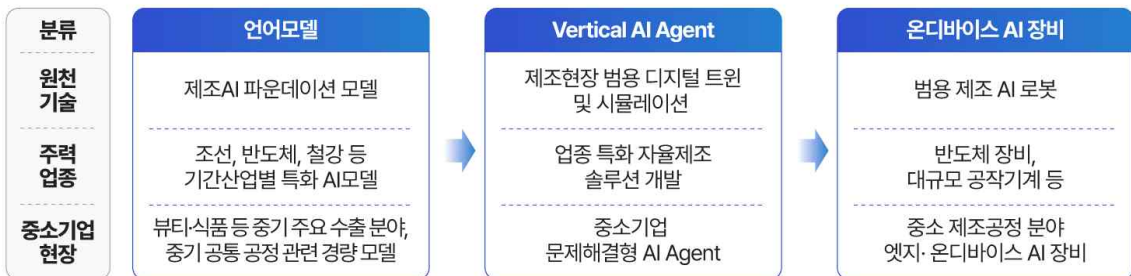 분류
언어모델
Vertical AI Agent
온디바이스 AI 장비
원천
기술
제조AI 파운데이션 모델
제조현장 범용 디지털 트윈
및 시뮬레이션
범용 제조 AI 로봇
주력
업종
조선, 반도체, 철강 등
기간산업별 특화 AI모델
업종 특화 자율제조
솔루션 개발
반도체 장비,
대규모 공작기계 등
중소기업
현장
뷰티·식품 등 중기 주요 수출 분야,
중기 공통 공정 관련 경량 모델
중소기업
문제해결형 AI Agent
중소 제조공정 분야
엣지· 온디바이스 AI 장비